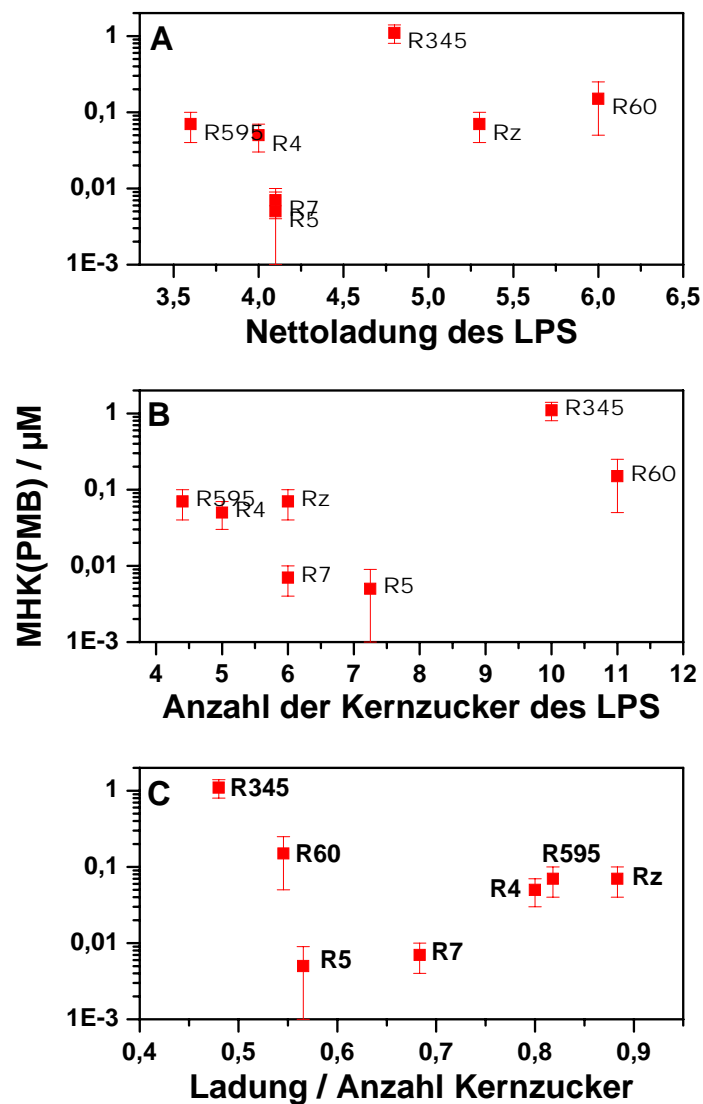 A
1
0,1
0,01
1E-3
R345
R60
R595
R4
Rz
R7
R5
3,5 4,0 4,5 5,0 5,5 6,0 6,5
Nettoladung des LPS
MHK(PMB) / µM
B
1
0,1
0,01
1E-3
R345
R60
R595
R4
Rz
R7
R5
4 5 6 7 8 9 10 11 12
Anzahl der Kernzucker des LPS
C
1
0,1
0,01
1E-3
R345
R60
R595
R4
Rz
R7
R5
0,4 0,5 0,6 0,7 0,8 0,9
Ladung / Anzahl Kernzucker